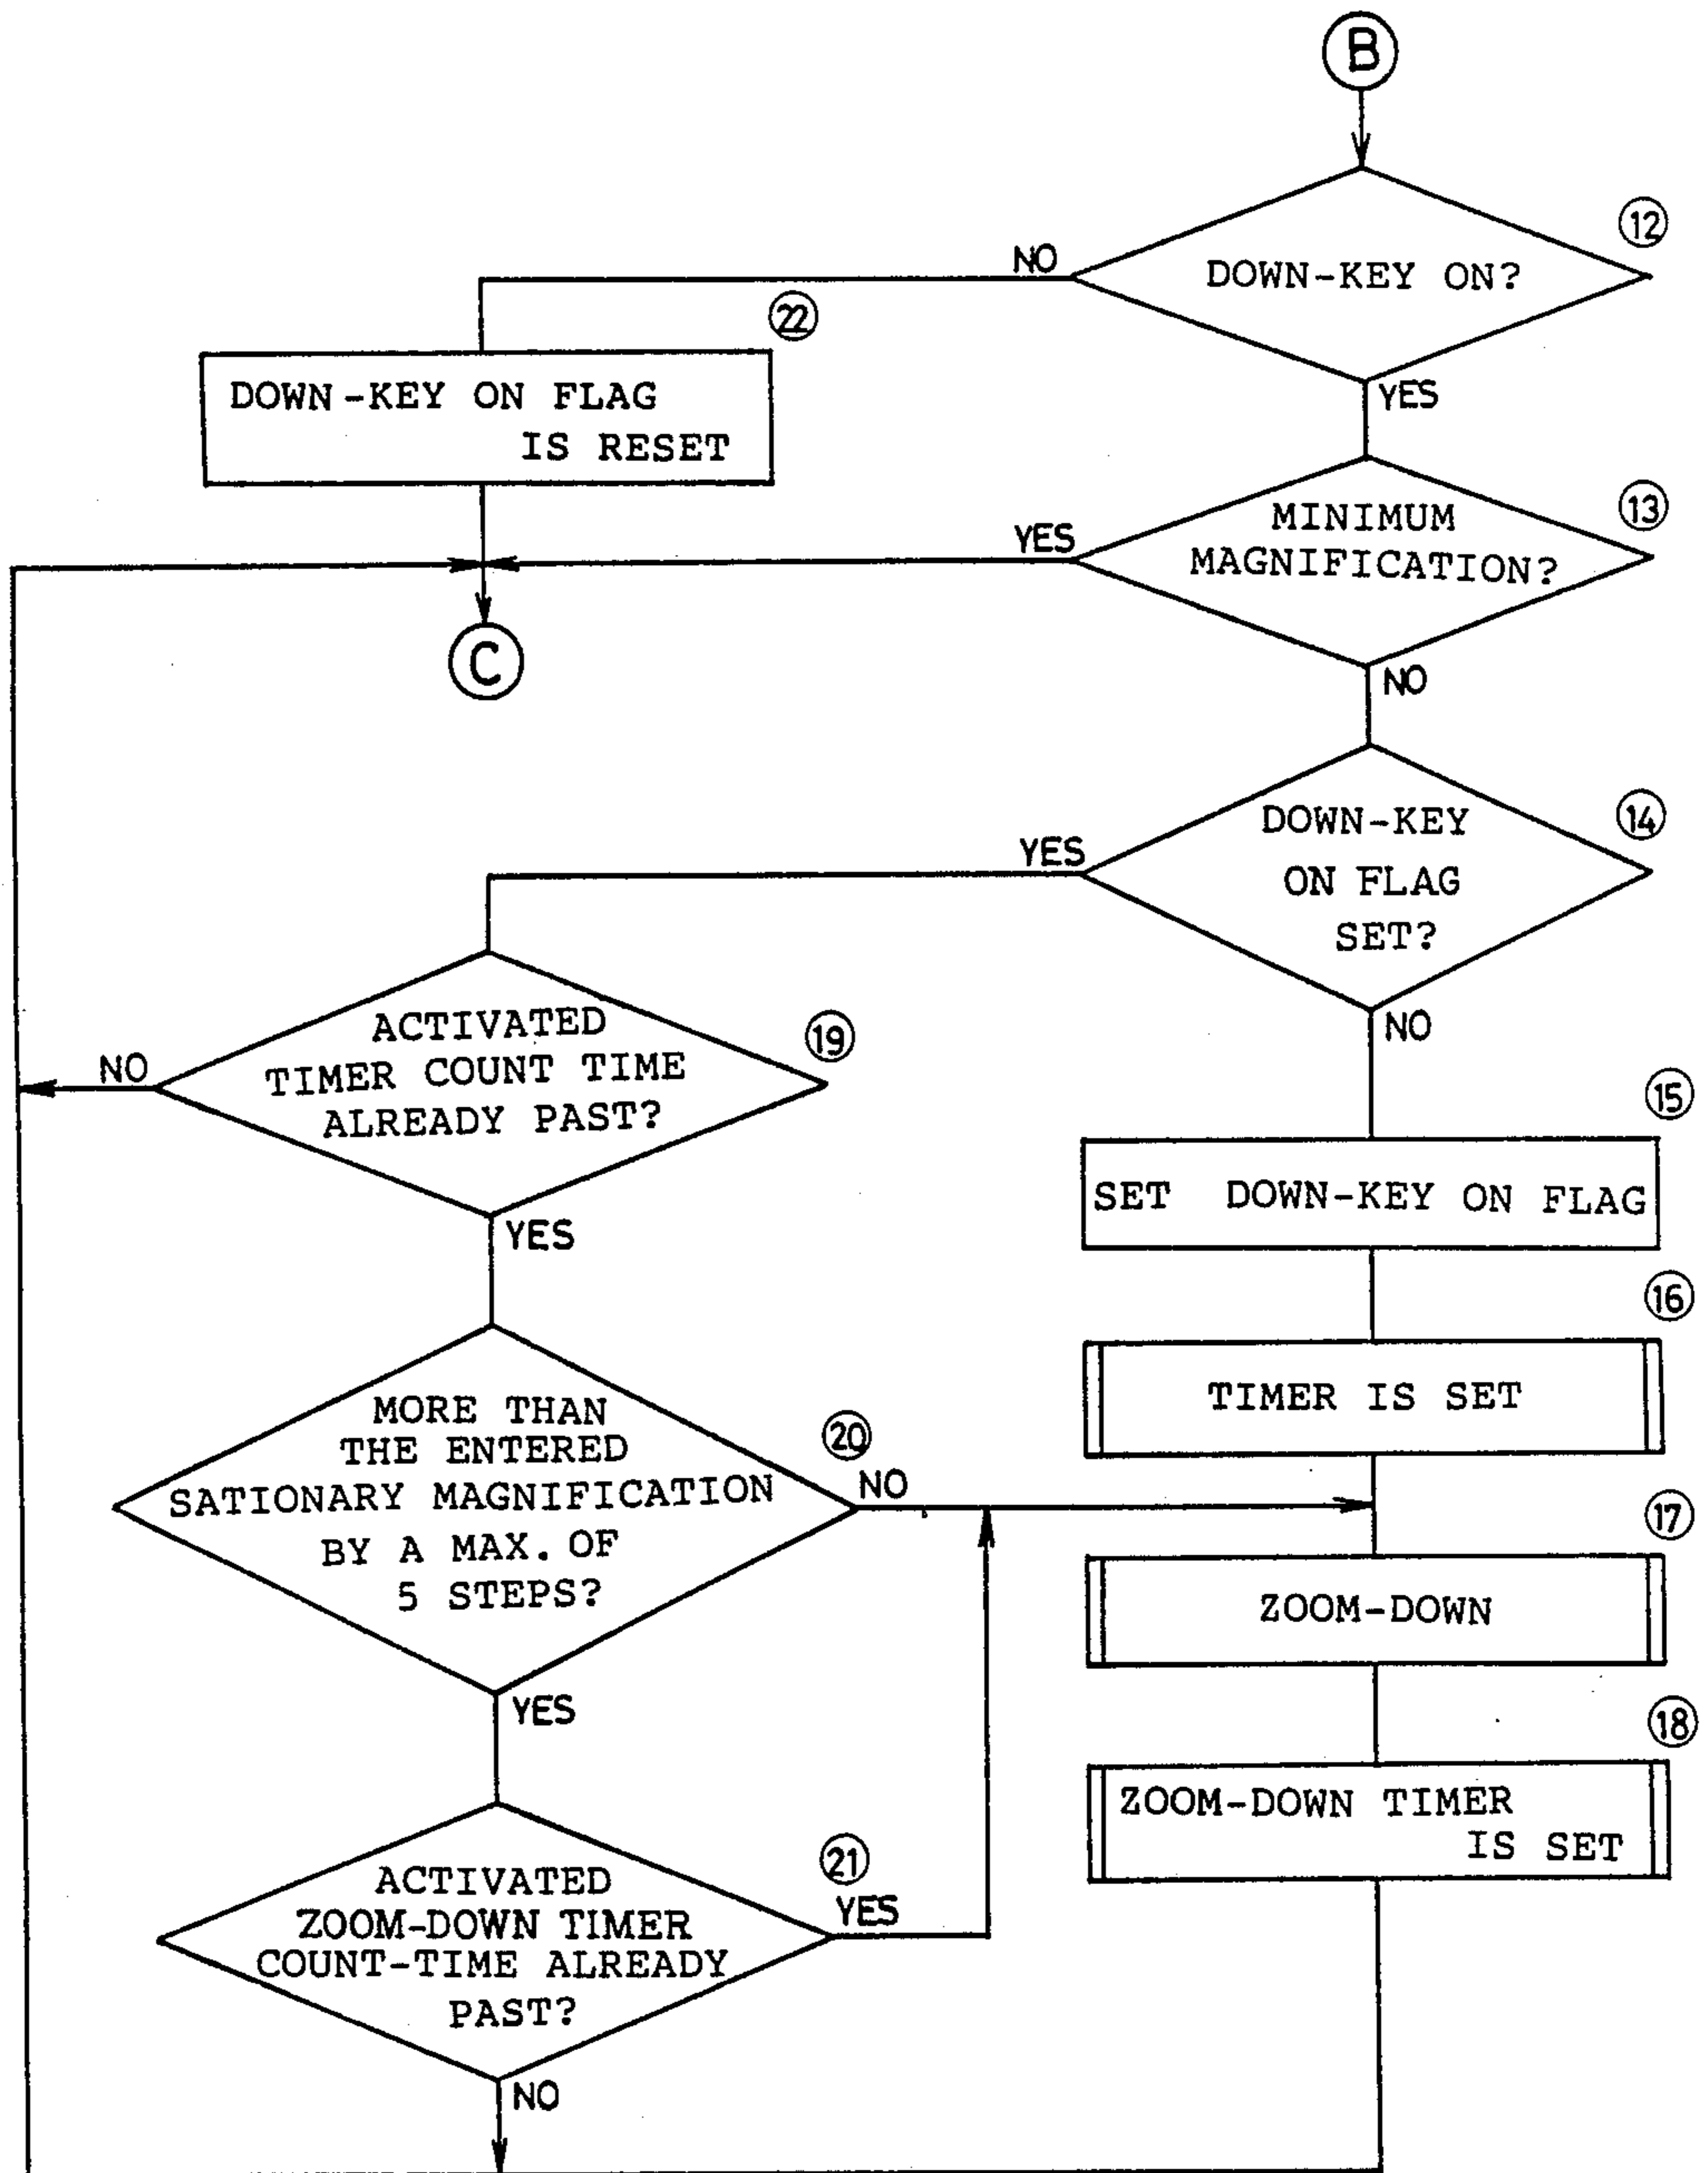 B
12
NO
DOWN-KEY ON?
22
DOWN-KEY ON FLAG
IS RESET
YES
13
YES
MINIMUM
MAGNIFICATION?
C
NO
14
DOWN-KEY
ON FLAG
SET?
YES
NO
19
ACTIVATED
TIMER COUNT TIME
ALREADY PAST?
NO
15
SET DOWN-KEY ON FLAG
YES
16
TIMER IS SET
MORE THAN
THE ENTERED
SATIONARY MAGNIFICATION
BY A MAX. OF
5 STEPS?
20
NO
17
ZOOM-DOWN
YES
18
ZOOM-DOWN TIMER
IS SET
21
ACTIVATED
ZOOM-DOWN TIMER
COUNT-TIME ALREADY
PAST?
YES
NO